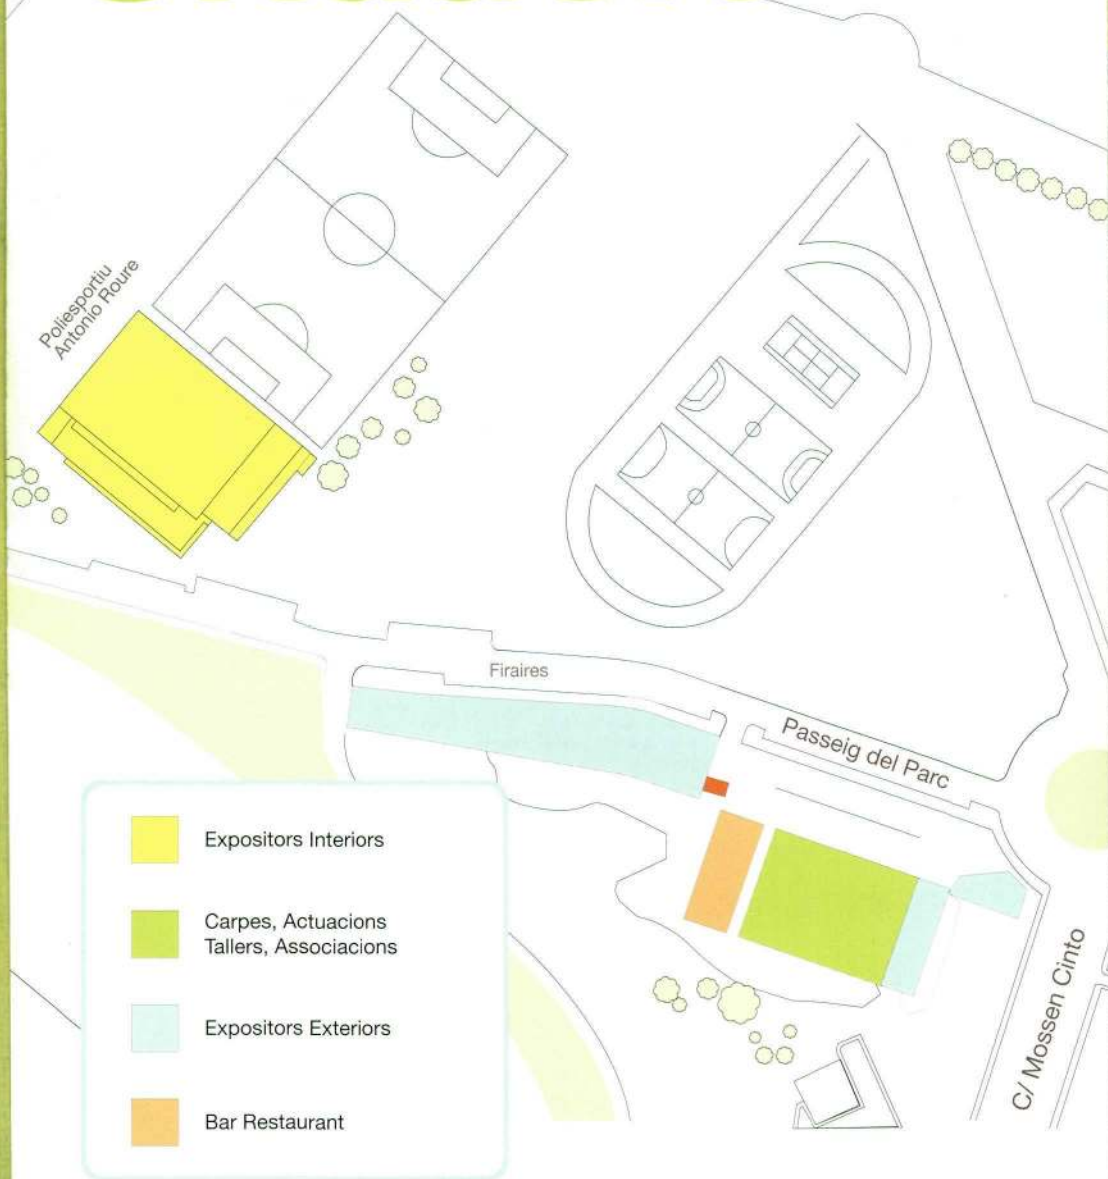 Poliesportiu
Antonio Roure
Firaires
Passeig del Parc
Expositors Interiors
Carpes, Actuacions
Tallers, Associacions
Expositors Exteriors
Bar Restaurant
C/ Mossen Cinto